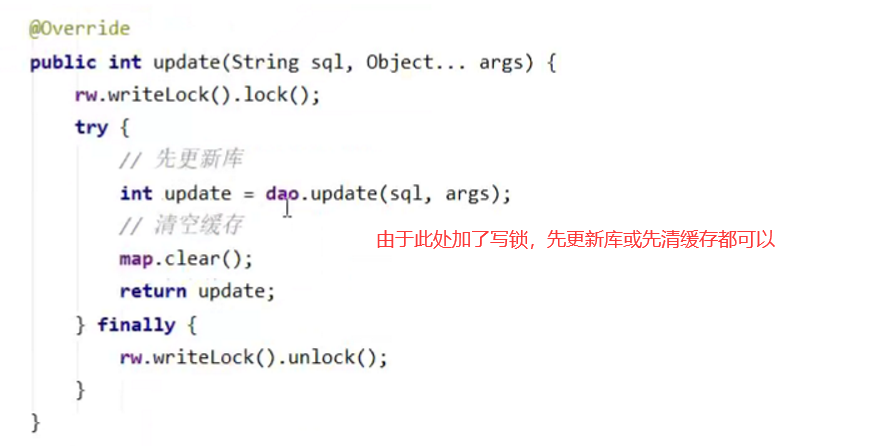 @Override
public int update(String sql, Object... args) {
rw.writeLock().lock();
try {
// 先更新库
int update = dao.update(sql, args);
// 清空缓存
由于此处加了写锁，先更新库或先清缓存都可以
map.clear();
return update;
} finally {
rw.writeLock().unlock();
}
}